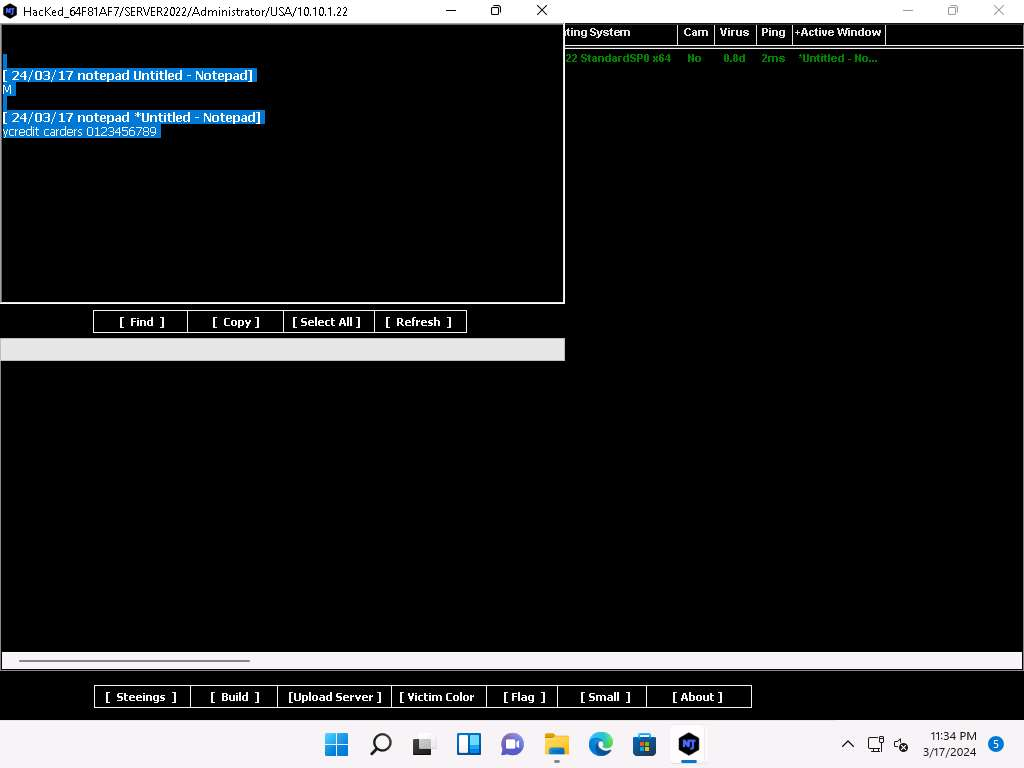 HacKed_64F81AF7/SERVER2022/Administrator/USA/10.10.1.22
ting System Cam Virus Ping +Active Window
22 StandardSP0 x64 No 0.8d 2ms *Untitled - No...
[ 24/03/17 notepad Untitled - Notepad]
M
[ 24/03/17 notepad *Untitled - Notepad]
ycredit carders 0123456789
[ Find ] [ Copy ] [ Select All ] [ Refresh ]
[ Steeings ] [ Build ] [Upload Server ] [ Victim Color [ Flag ] [ Small ] [ About ]
NJ
11:34 PM
3/17/2024
5